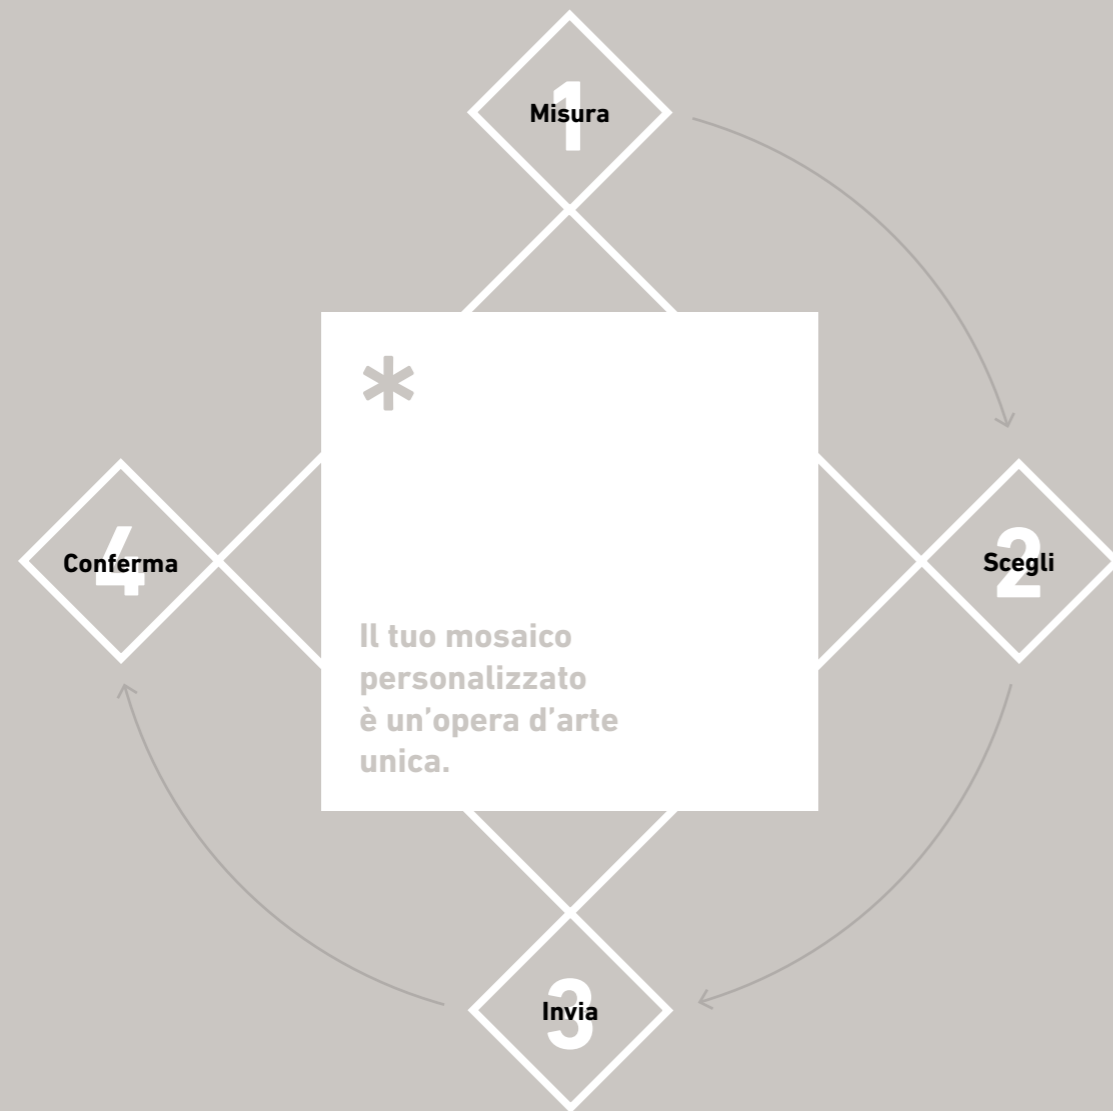 1
Misura
*
Il tuo mosaico
personalizzato
è un’opera d’arte
unica.
2
Scegli
3
Invia
4
Conferma